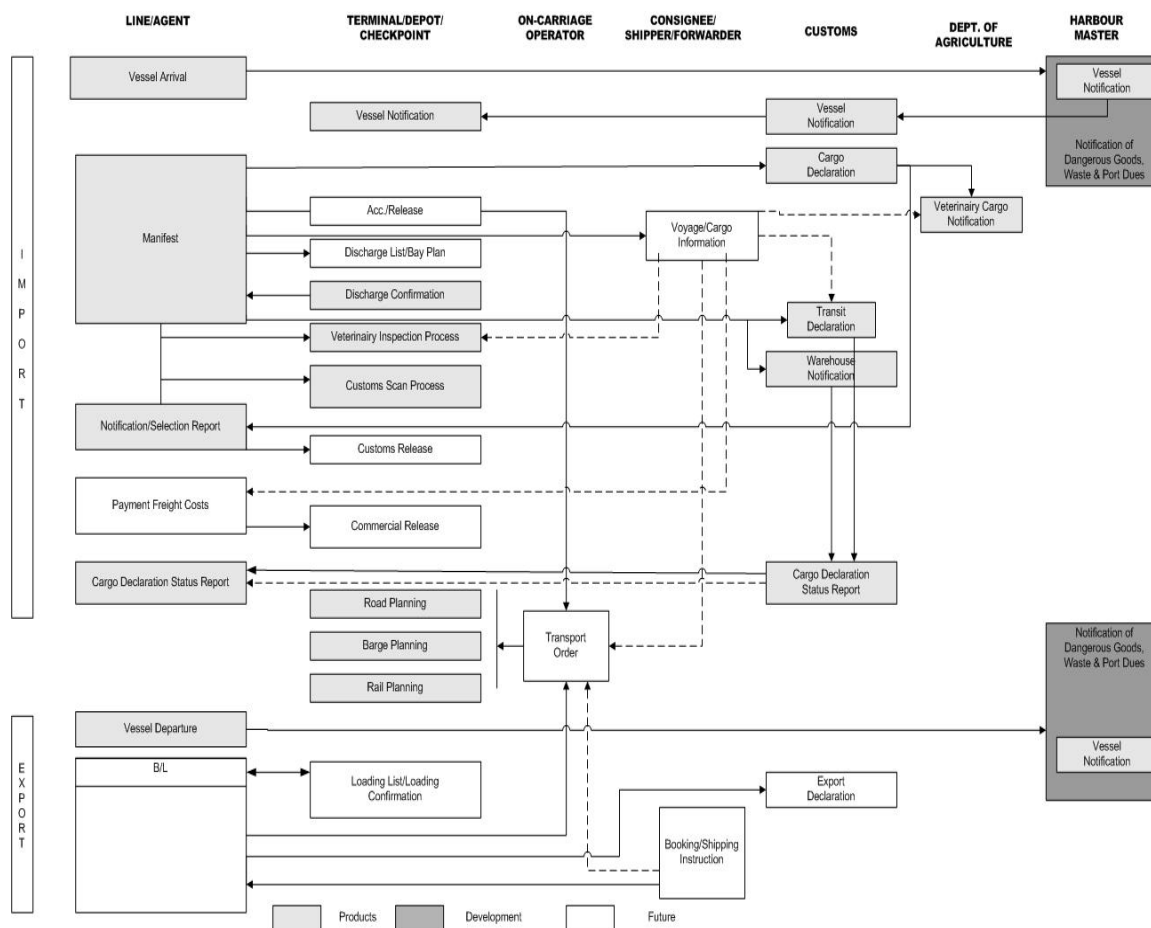 LINE/AGENT
TERMINAL/DEPOT/
CHECKPOINT
ON-CARRIAGE
OPERATOR
CONSIGNEE/
SHIPPER/FORWARDER
CUSTOMS
DEPT. OF
AGRICULTURE
HARBOUR
MASTER
IMPORT
Vessel Arrival
Vessel
Notification
Vessel Notification
Vessel
Notification
Notification of
Dangerous Goods,
Waste & Port Dues
Manifest
Cargo
Declaration
Acc./Release
Voyage/Cargo
Information
Veterinairy Cargo
Notification
Discharge List/Bay Plan
Discharge Confirmation
Transit
Declaration
Veterinairy Inspection Process
Warehouse
Notification
Customs Scan Process
Notification/Selection Report
Customs Release
Payment Freight Costs
Commercial Release
Cargo Declaration Status Report
Cargo Declaration
Status Report
Road Planning
Barge Planning
Rail Planning
Transport
Order
Notification of
Dangerous Goods,
Waste & Port Dues
EXPORT
Vessel Departure
Vessel
Notification
B/L
Loading List/Loading
Confirmation
Export
Declaration
Booking/Shipping
Instruction
Products
Development
Future